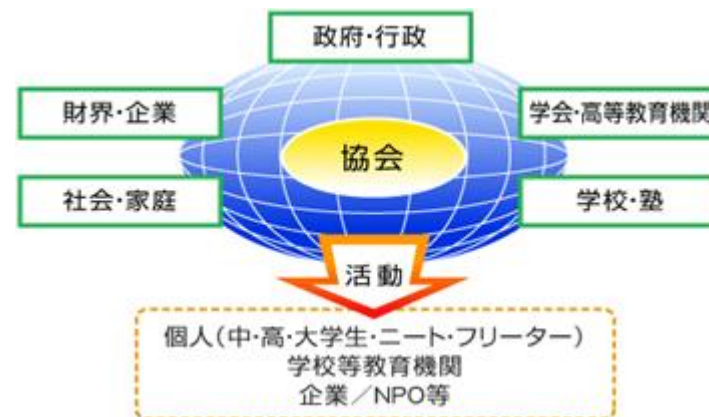 政府・行政
財界・企業
学会・高等教育機関
協会
社会・家庭
学校・塾
活動
個人(中・高・大学生・ニート・フリーター)
学校等教育機関
企業／NPO等